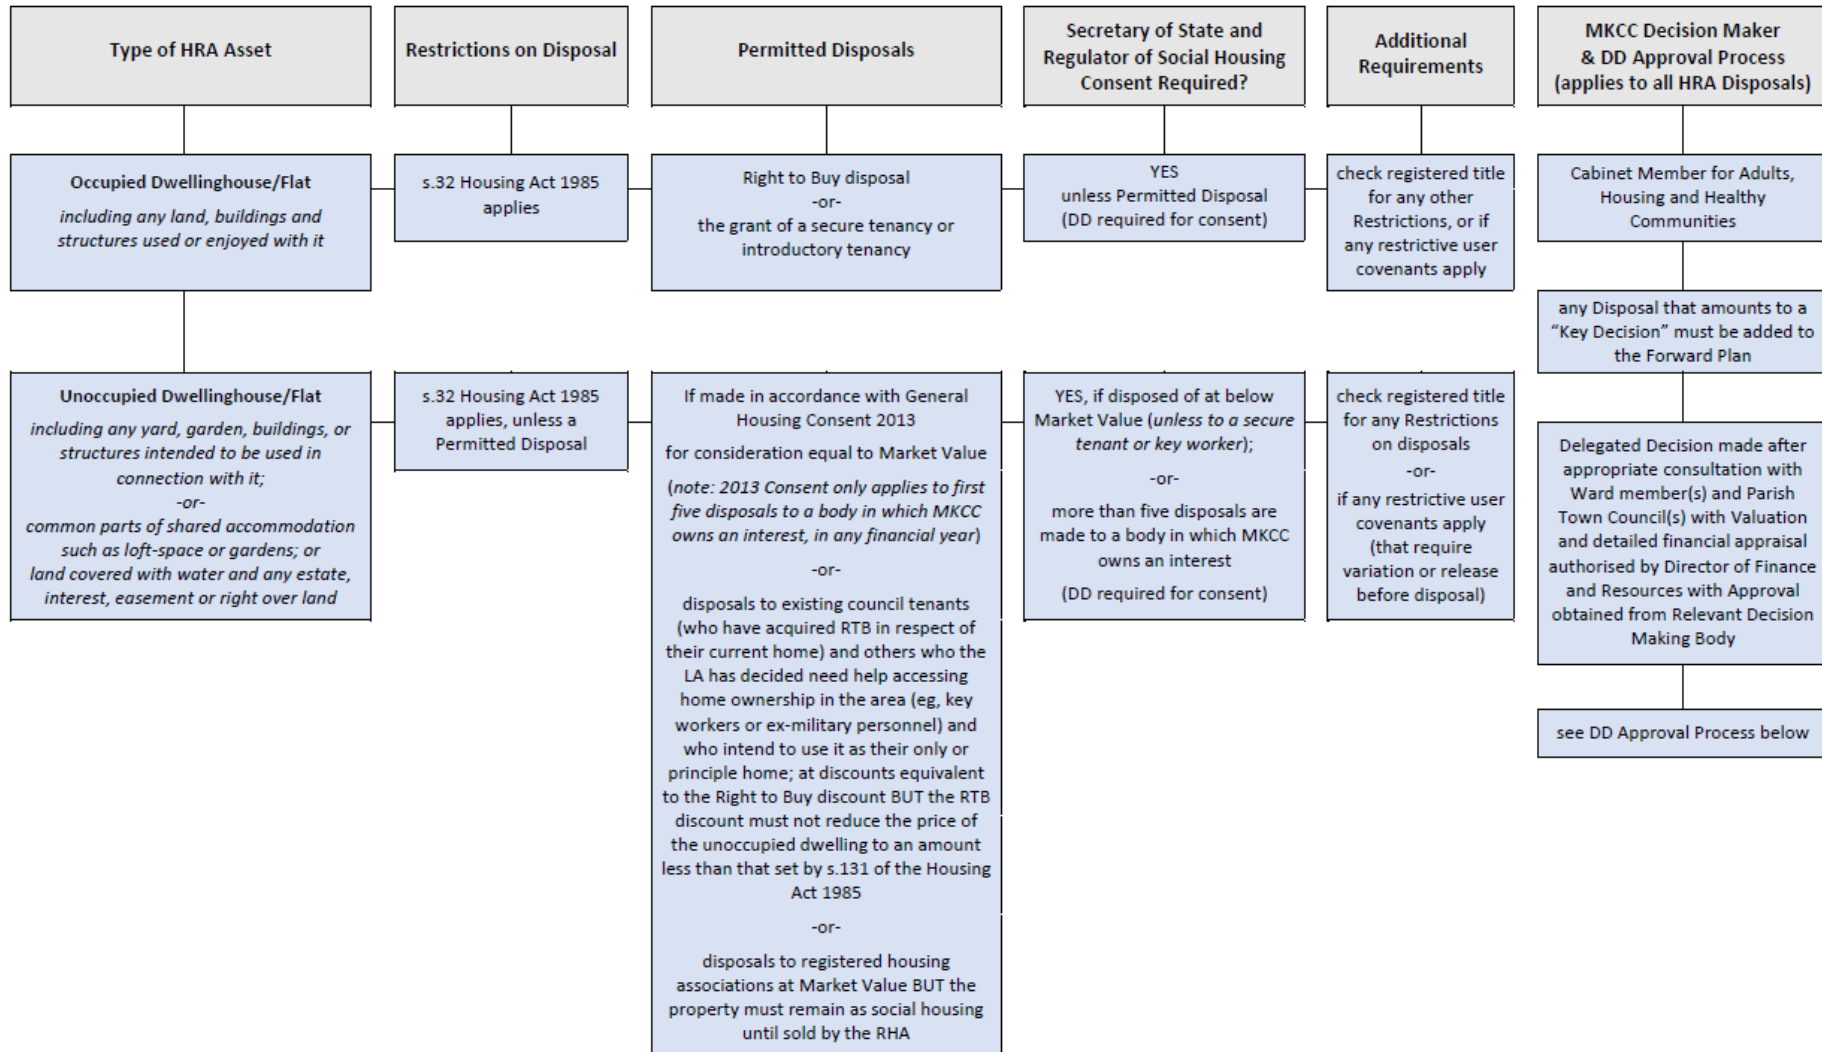 Type of HRA Asset
Restrictions on Disposal
Permitted Disposals
Secretary of State and
Regulator of Social Housing
Consent Required?
Additional
Requirements
MKCC Decision Maker
& DD Approval Process
(applies to all HRA Disposals)
Occupied Dwellinghouse/Flat
including any land, buildings and
structures used or enjoyed with it
s.32 Housing Act 1985
applies
Right to Buy disposal
-or-
the grant of a secure tenancy or
introductory tenancy
YES
unless Permitted Disposal
(DD required for consent)
check registered title
for any other
Restrictions, or if
any restrictive user
covenants apply
Cabinet Member for Adults,
Housing and Healthy
Communities
any Disposal that amounts to a
“Key Decision” must be added to
the Forward Plan
Unoccupied Dwellinghouse/Flat
including any yard, garden, buildings, or
structures intended to be used in
connection with it;
-or-
common parts of shared accommodation
such as loft-space or gardens; or
land covered with water and any estate,
interest, easement or right over land
s.32 Housing Act 1985
applies, unless a
Permitted Disposal
If made in accordance with General
Housing Consent 2013
for consideration equal to Market Value
(note: 2013 Consent only applies to first
five disposals to a body in which MKCC
owns an interest, in any financial year)
-or-
disposals to existing council tenants
(who have acquired RTB in respect of
their current home) and others who the
LA has decided need help accessing
home ownership in the area (eg, key
workers or ex-military personnel) and
who intend to use it as their only or
principle home; at discounts equivalent
to the Right to Buy discount BUT the RTB
discount must not reduce the price of
the unoccupied dwelling to an amount
less than that set by s.131 of the Housing
Act 1985
-or-
disposals to registered housing
associations at Market Value BUT the
property must remain as social housing
until sold by the RHA
YES, if disposed of at below
Market Value (unless to a secure
tenant or key worker);
-or-
more than five disposals are
made to a body in which MKCC
owns an interest
(DD required for consent)
check registered title
for any Restrictions
on disposals
-or-
if any restrictive user
covenants apply
(that require
variation or release
before disposal)
Delegated Decision made after
appropriate consultation with
Ward member(s) and Parish
Town Council(s) with Valuation
and detailed financial appraisal
authorised by Director of Finance
and Resources with Approval
obtained from Relevant Decision
Making Body
see DD Approval Process below